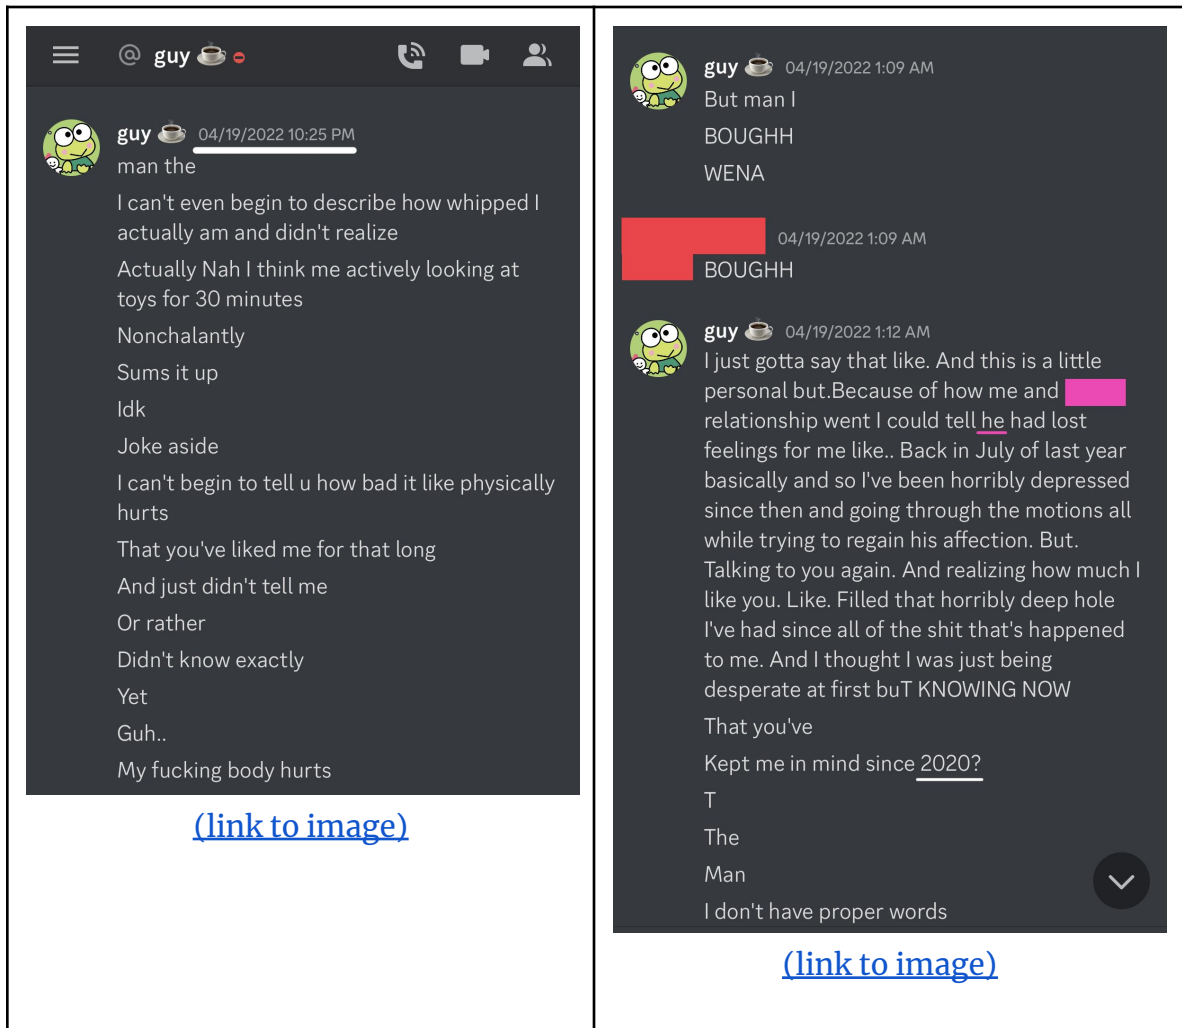 @ guy
guy 04/19/2022 10:25 PM
man the
I can't even begin to describe how whipped I
actually am and didn't realize
Actually Nah I think me actively looking at
toys for 30 minutes
Nonchalantly
Sums it up
Idk
Joke aside
I can't begin to tell u how bad it like physically
hurts
That you've liked me for that long
And just didn't tell me
Or rather
Didn't know exactly
Yet
Guh..
My fucking body hurts
(link to image)
guy 04/19/2022 1:09 AM
But man I
BOUGHH
WENA
04/19/2022 1:09 AM
BOUGHH
guy 04/19/2022 1:12 AM
I just gotta say that like. And this is a little
personal but.Because of how me and
relationship went I could tell he had lost
feelings for me like.. Back in July of last year
basically and so I've been horribly depressed
since then and going through the motions all
while trying to regain his affection. But.
Talking to you again. And realizing how much I
like you. Like. Filled that horribly deep hole
I've had since all of the shit that's happened
to me. And I thought I was just being
desperate at first buT KNOWING NOW
That you've
Kept me in mind since 2020?
T
The
Man
I don't have proper words
(link to image)